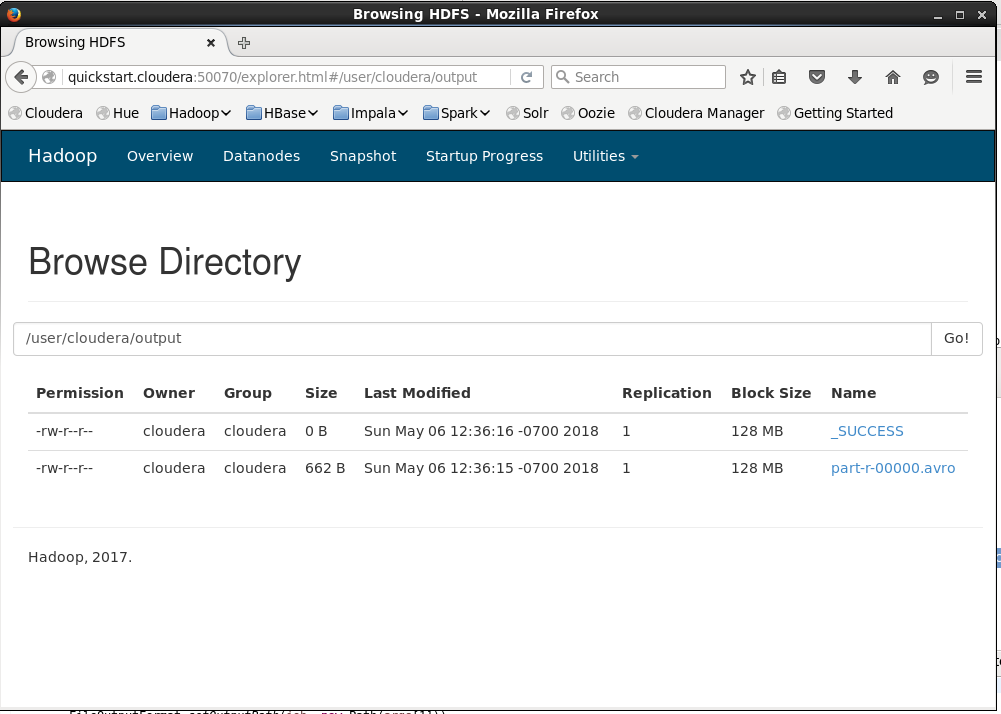 Browsing HDFS - Mozilla Firefox
Browsing HDFS
quickstart.cloudera:50070/explorer.html#/user/cloudera/output Search
Cloudera Hue Hadoop HBase Impala Spark Solr Oozie Cloudera Manager Getting Started
Hadoop Overview Datanodes Snapshot Startup Progress Utilities
Browse Directory
/user/cloudera/output Go!
Permission Owner Group Size Last Modified Replication Block Size Name
-rw-r--r-- cloudera cloudera 0 B Sun May 06 12:36:16 -0700 2018 1 128 MB _SUCCESS
-rw-r--r-- cloudera cloudera 662 B Sun May 06 12:36:15 -0700 2018 1 128 MB part-r-00000.avro
Hadoop, 2017.